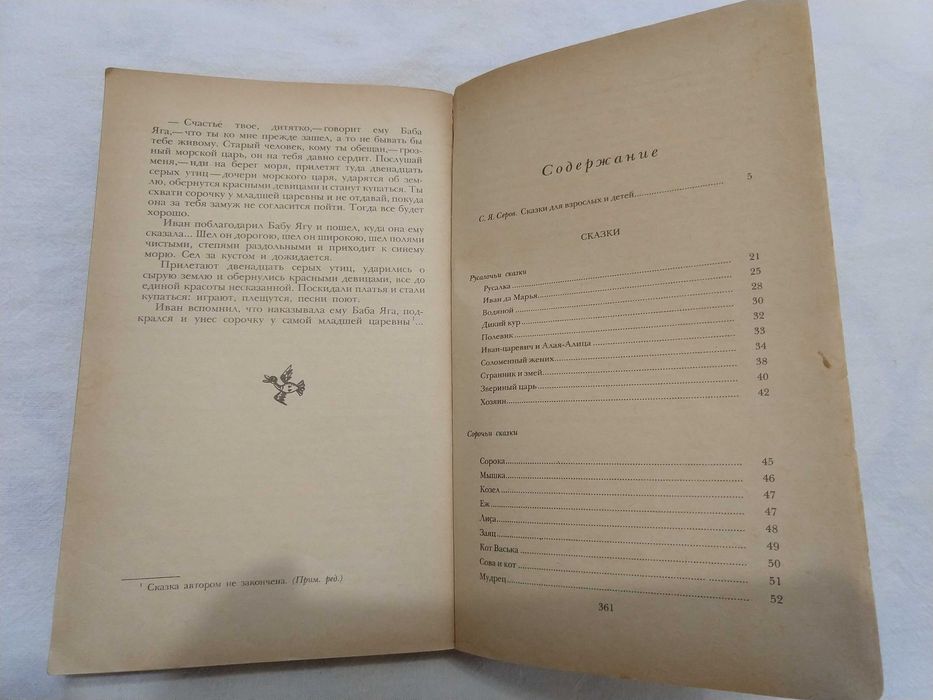 — Счастье твое, дитятко,—говорит ему Баба
Яга,— что ты ко мне прежде зашел, а то не бывать бы
тебе живому. Старый человек, кому ты обещан,— гроз-
ный морской царь, он на тебя давно сердит. Послушай
меня,— иди на берег моря, прилетят туда двенадцать
серых утиц — дочери морского царя, ударятся об зем-
лю, обернутся красными девицами и станут купаться. Ты
схвати сорочку у младшей царевны и не отдавай, покуда
она за тебя замуж не согласится пойти. Тогда все будет
хорошо.
Иван поблагодарил Бабу Ягу и пошел, куда она ему
сказала... Шел он дорогою, шел он широкою, шел полями
чистыми, степями раздольными и приходит к синему
морю. Сел за кустом и дожидается.
Прилетают двенадцать серых утиц, ударились о
сырую землю и обернулись красными девицами, все до
единой красоты несказанной. Поскидали платья и стали
купаться: играют, плещутся, песни поют.
Иван вспомнил, что наказывала ему Баба Яга, под-
крался и унес сорочку у самой младшей царевны¹...
¹ Сказка автором не закончена. (Прим. ред.)
Содержание
С. Я. Серов. Сказки для взрослых и детей 5
СКАЗКИ
Русалочьи сказки
Русалка 21
Иван да Марья 25
Водяной 28
Дикий кур 30
Полевик 32
Иван-царевич и Алая-Алица 33
Соломенный жених 34
Странник и змей 38
Звериный царь 40
Хозяин 42
Сорочьи сказки
Сорока 45
Мышка 46
Козел 47
Еж 47
Лиса 48
Заяц 49
Кот Васька 50
Сова и кот 51
Мудрец 52
361